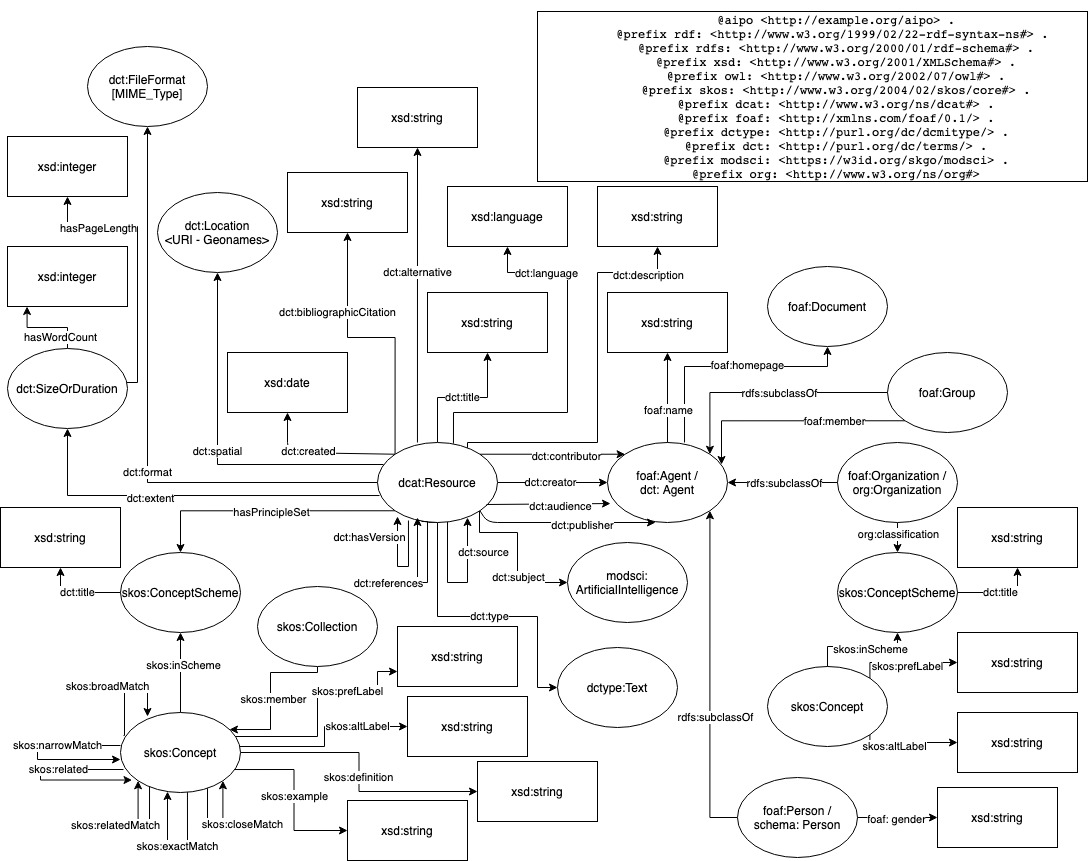 @aipo <http://example.org/aipo> .
@prefix rdf: <http://www.w3.org/1999/02/22-rdf-syntax-ns#> .
@prefix rdfs: <http://www.w3.org/2000/01/rdf-schema#> .
@prefix xsd: <http://www.w3.org/2001/XMLSchema#> .
@prefix owl: <http://www.w3.org/2002/07/owl#> .
@prefix skos: <http://www.w3.org/2004/02/skos/core#> .
@prefix dcat: <http://www.w3.org/ns/dcat#> .
@prefix foaf: <http://xmlns.com/foaf/0.1/> .
@prefix dctype: <http://purl.org/dc/dcmitype/> .
@prefix dct: <http://purl.org/dc/terms/> .
@prefix modsci: <https://w3id.org/skgo/modsci> .
@prefix org: <http://www.w3.org/ns/org#>
dct:FileFormat
[MIME_Type]
xsd:string
xsd:integer
xsd:string
xsd:language
xsd:string
hasPageLength
dct:Location
<URI - Geonames>
xsd:integer
dct:alternative
dct:language
dct:description
foaf:Document
dct:bibliographicCitation
xsd:string
xsd:string
hasWordCount
foaf:homepage
xsd:date
dct:SizeOrDuration
rdfs:subclassOf
foaf:Group
dct:title
foaf:name
foaf:member
dct:spatial
dct:created
dct:contributor
dct:format
dcat:Resource
dct:creator
foaf:Agent /
dct: Agent
rdfs:subclassOf
foaf:Organization /
org:Organization
dct:extent
dct:audience
hasPrincipleSet
dct:publisher
xsd:string
dct:hasVersion
org:classification
xsd:string
dct:source
dct:references
dct:subject
modsci:
ArtificialIntelligence
dct:title
skos:ConceptScheme
skos:ConceptScheme
dct:title
dct:type
skos:Collection
skos:inScheme
skos:inScheme
xsd:string
skos:prefLabel
xsd:string
skos:broadMatch
skos:member
skos:prefLabel
dctype:Text
skos:Concept
rdfs:subclassOf
skos:altLabel
xsd:string
skos:narrowMatch
skos:Concept
skos:altLabel
xsd:string
skos:related
skos:definition
xsd:string
skos:example
foaf:Person /
schema: Person
foaf: gender
xsd:string
skos:relatedMatch
skos:closeMatch
xsd:string
skos:exactMatch